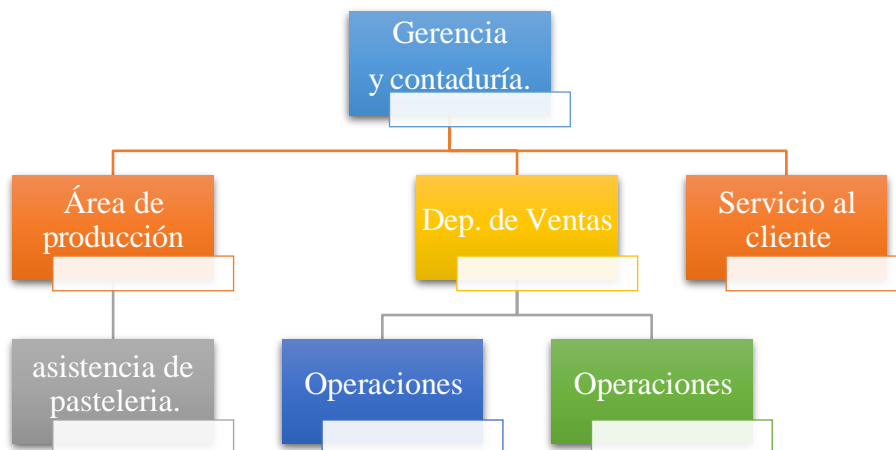 Gerencia
y contaduría.
Área de
producción
Dep. de Ventas
Servicio al
cliente
asistencia de
pasteleria.
Operaciones
Operaciones